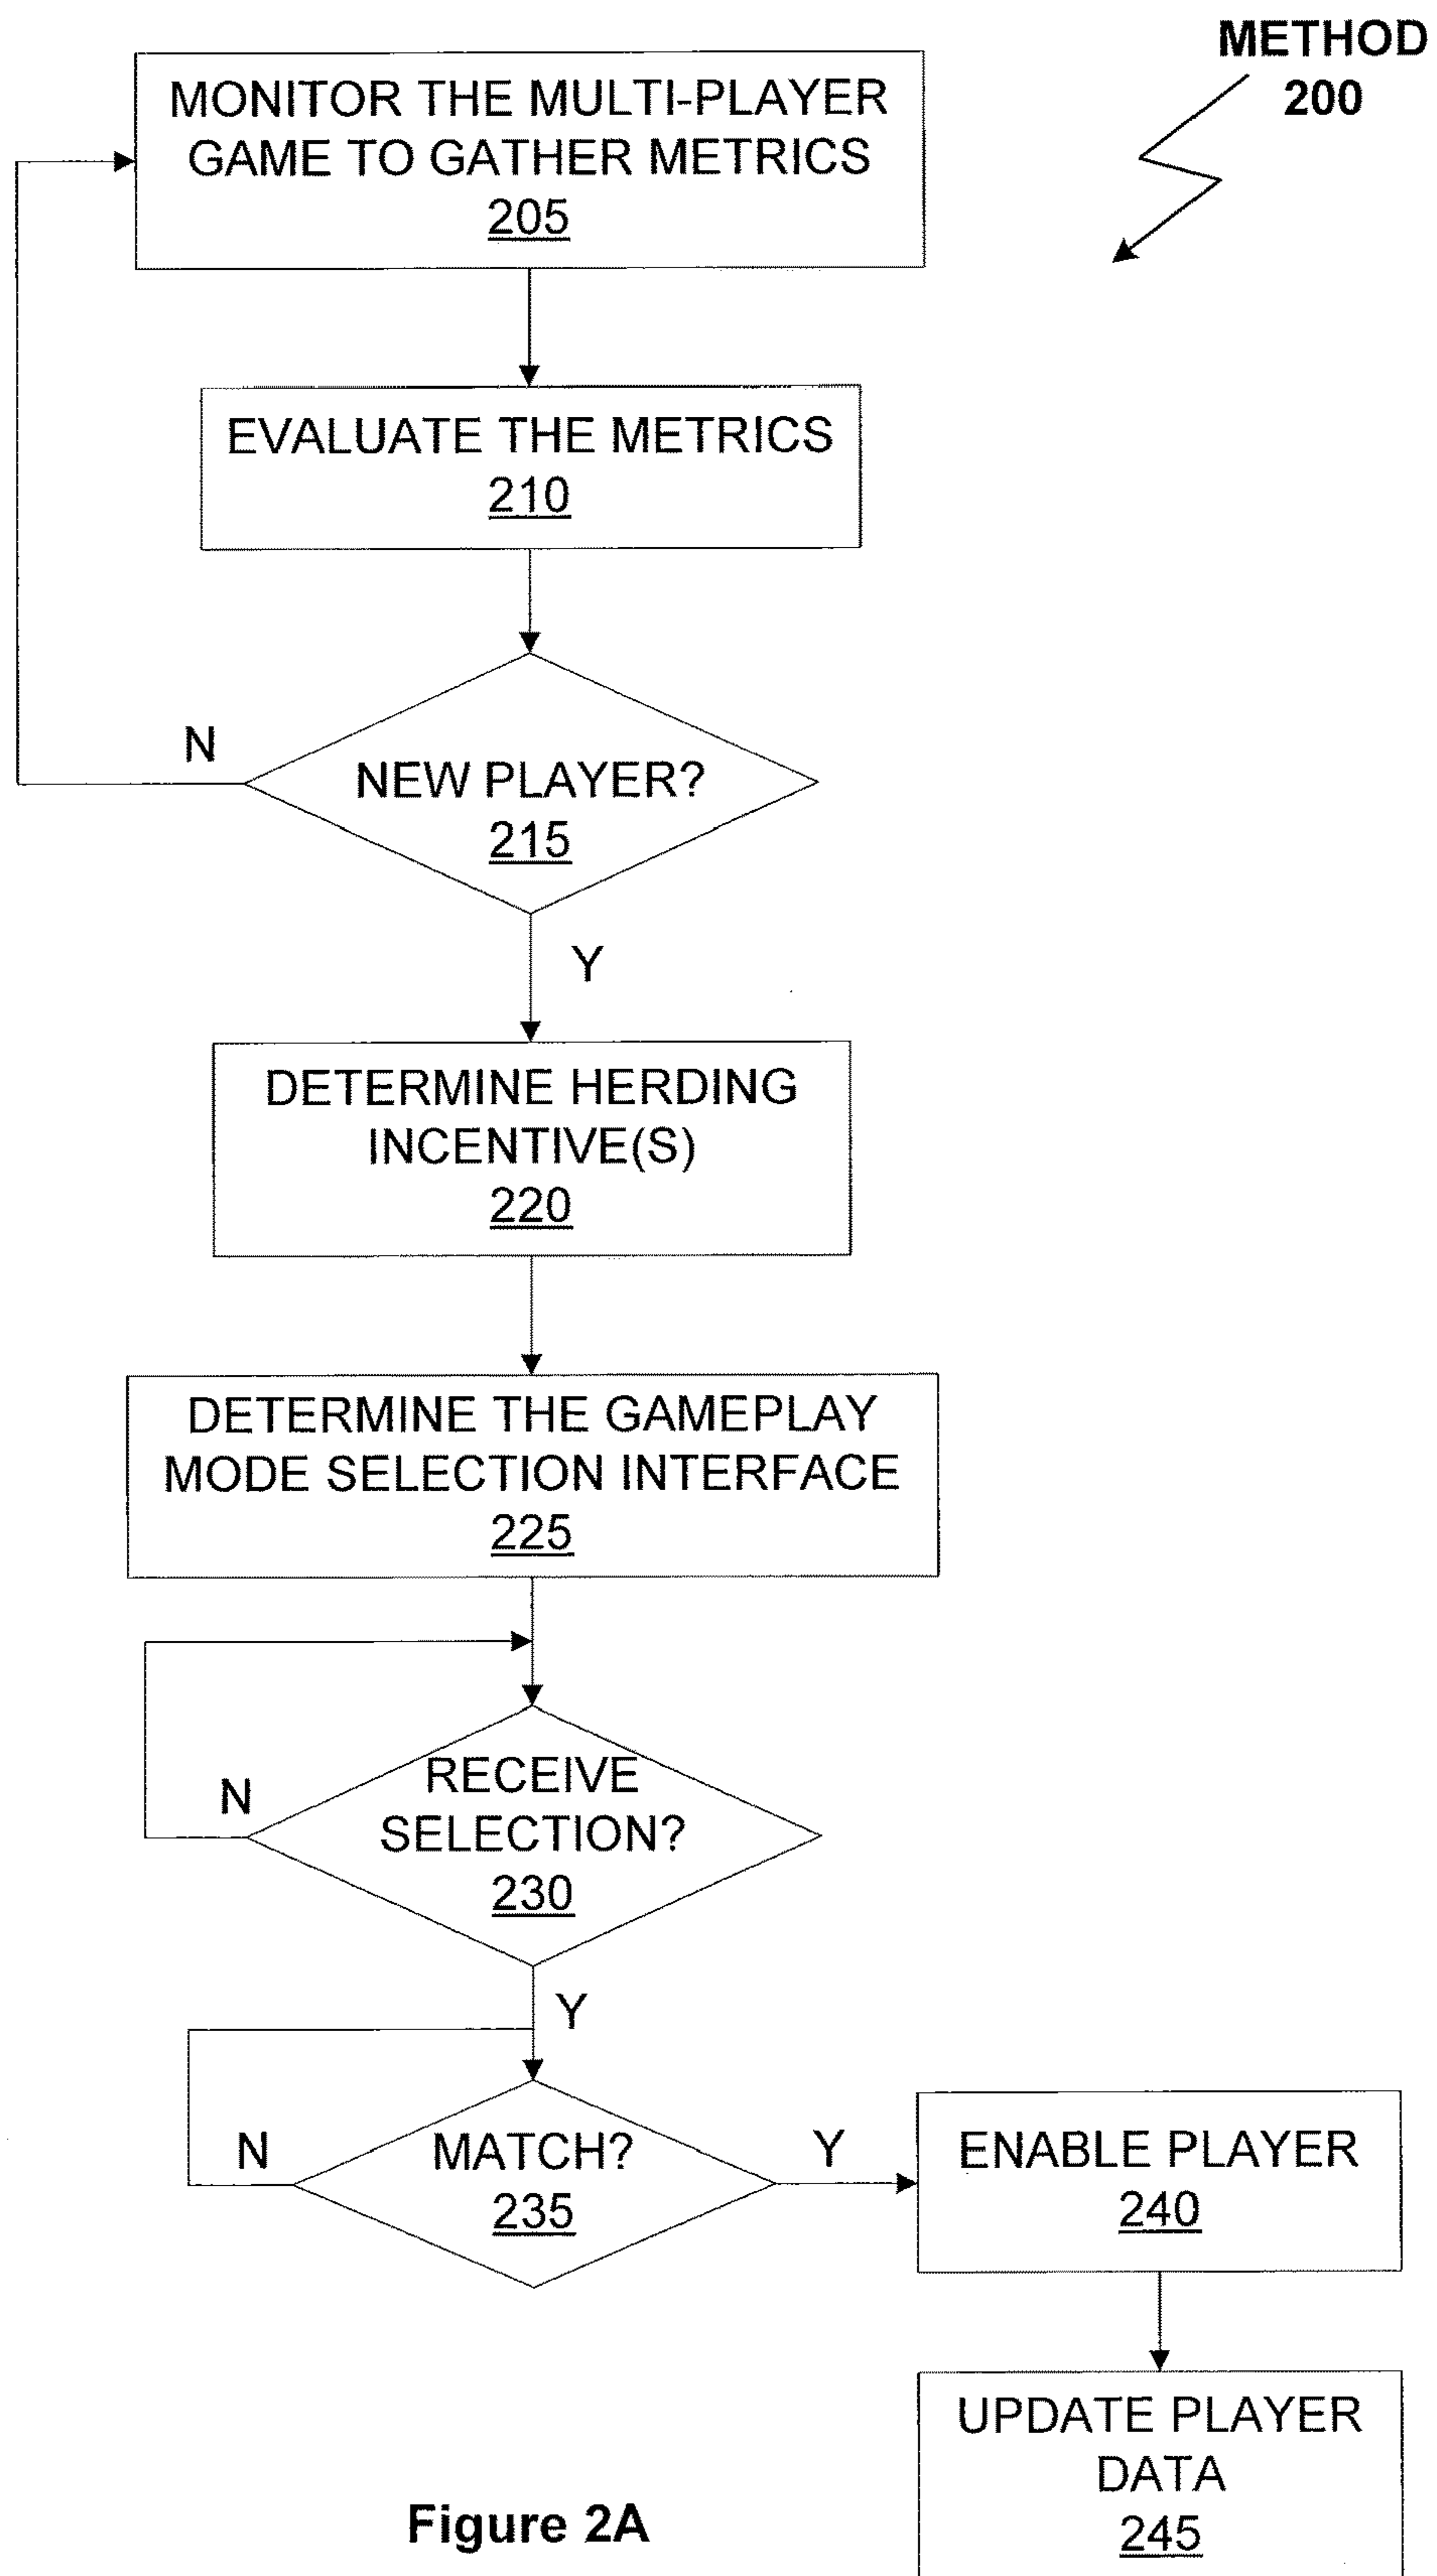 METHOD
200
MONITOR THE MULTI-PLAYER
GAME TO GATHER METRICS
205
EVALUATE THE METRICS
210
N
NEW PLAYER?
215
Y
DETERMINE HERDING
INCENTIVE(S)
220
DETERMINE THE GAMEPLAY
MODE SELECTION INTERFACE
225
N
RECEIVE
SELECTION?
230
Y
N
MATCH?
235
Y
ENABLE PLAYER
240
UPDATE PLAYER
DATA
245
Figure 2A